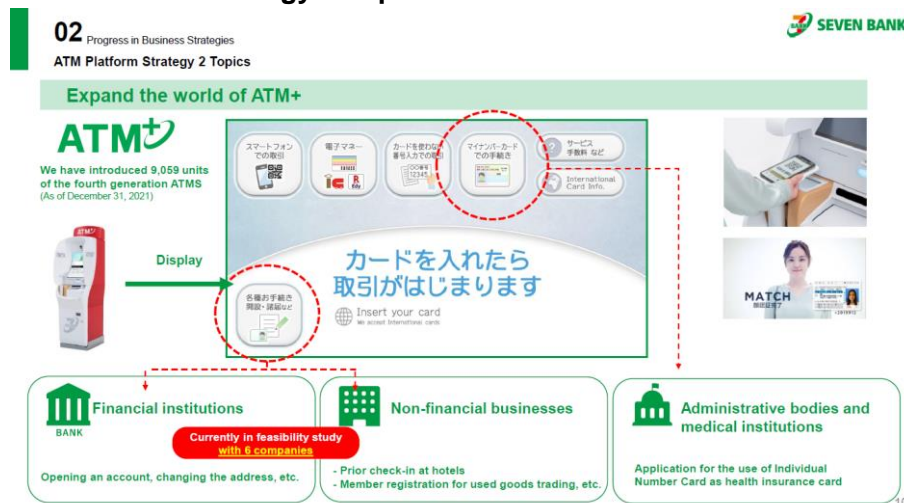 02 Progress in Business Strategies
SEVEN BANK
ATM Platform Strategy 2 Topics
Expand the world of ATM+
ATM+
We have introduced 9,059 units
of the fourth generation ATMS
(As of December 31, 2021)
ATM+
Display
スマートフォン
での取引
電子マネー
カードを使わない
番号入力での取引
マイナンバーカード
での手続き
サービス
手数料 など
International
Card Info.
カードを入れたら
取引がはじまります
Insert your card
We accept international cards.
各種お手続き
開設・諸届など
MATCH
BANK
Financial institutions
Currently in feasibility study
with 6 companies
Opening an account, changing the address, etc.
Non-financial businesses
- Prior check-in at hotels
- Member registration for used goods trading, etc.
Administrative bodies and
medical institutions
Application for the use of Individual
Number Card as health insurance card